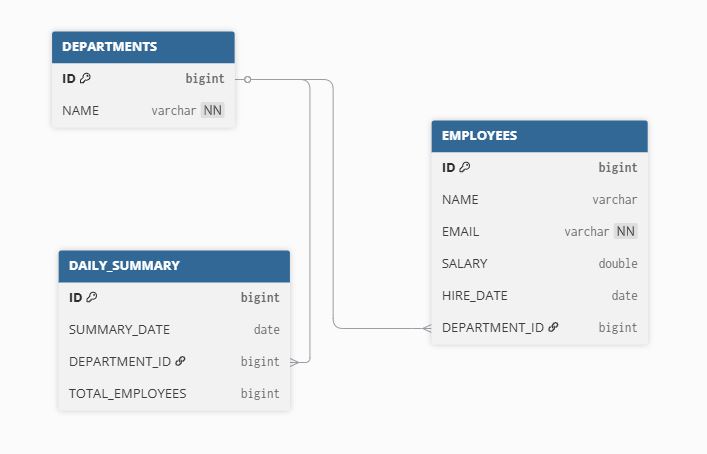 DEPARTMENTS
ID bigint
NAME varchar NN
EMPLOYEES
ID bigint
NAME varchar
EMAIL varchar NN
SALARY double
HIRE_DATE date
DEPARTMENT_ID bigint
DAILY_SUMMARY
ID bigint
SUMMARY_DATE date
DEPARTMENT_ID bigint
TOTAL_EMPLOYEES bigint